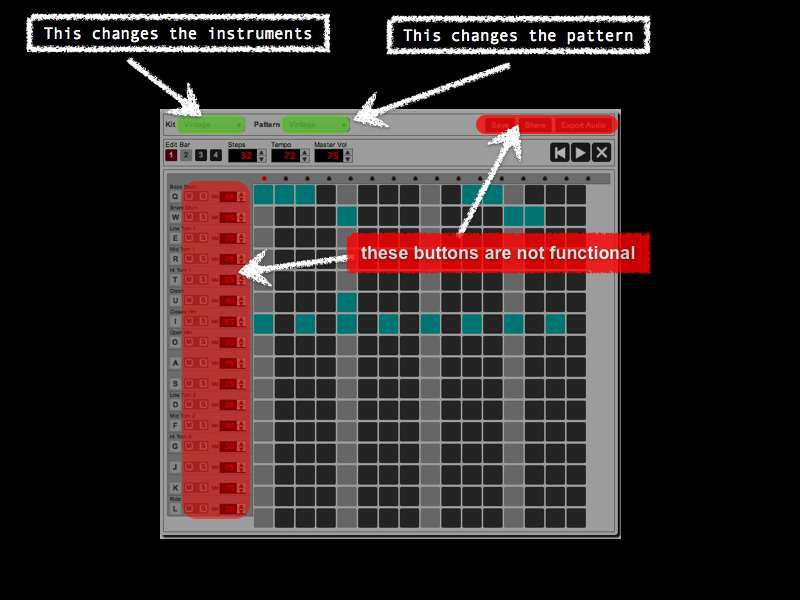 This changes the instruments
This changes the pattern
Kit Vintage Pattern Vintage Save Share Export Audio
Edit Bar Steps Tempo Master Vol
1 2 3 4 32 72 75
Bass Drum
Q M S
Snare Drum
W M S
Low Tom 1
E M S
these buttons are not functional
Mid Tom 1
R M S
Hi Tom 1
T M S
U M S
Closed HH
I M S
Open HH
O M S
A M S
S M S
Low Tom 2
D M S
Mid Tom 2
F M S
Hi Tom 2
G M S
J M S 75
K M S 75
Ride
L M S